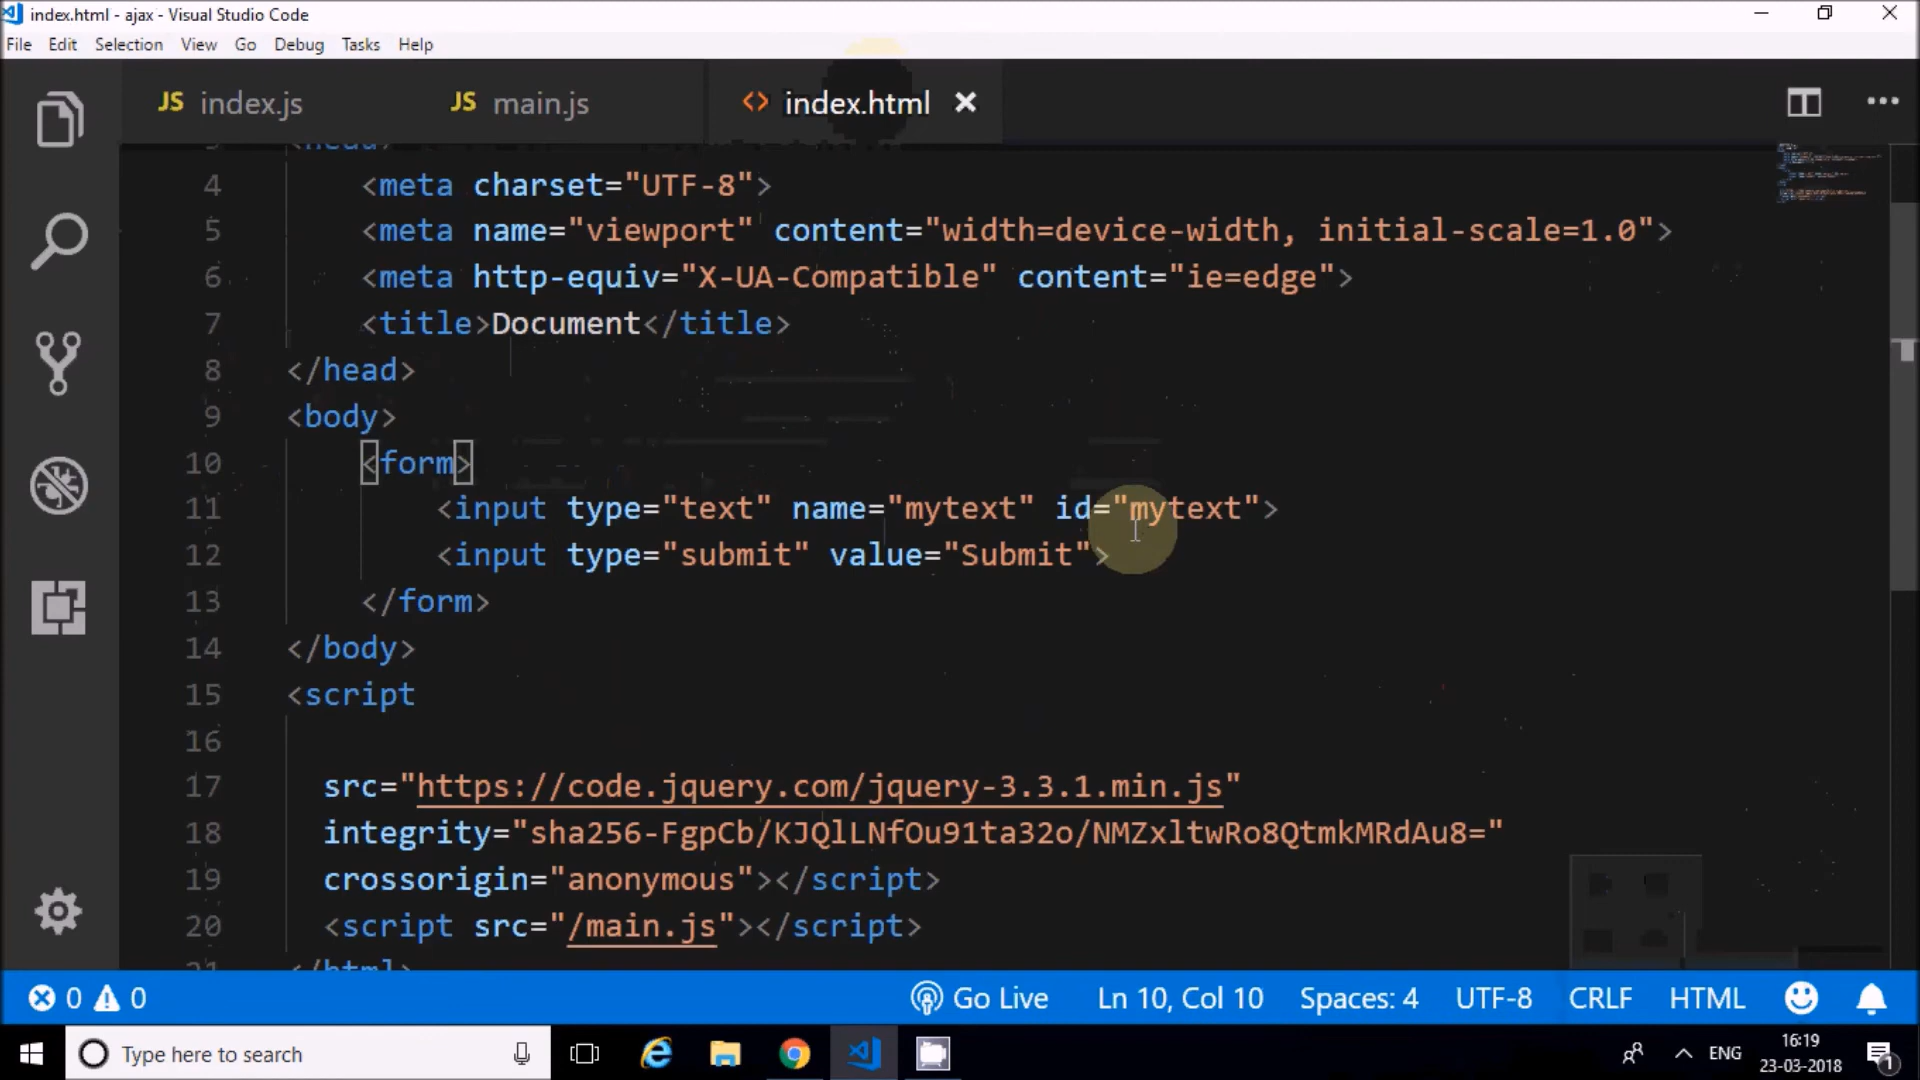 index.html - ajax - Visual Studio Code
File Edit Selection View Go Debug Tasks Help
JS index.js JS main.js <> index.html
4 <meta charset="UTF-8">
5 <meta name="viewport" content="width=device-width, initial-scale=1.0">
6 <meta http-equiv="X-UA-Compatible" content="ie=edge">
7 <title>Document</title>
8 </head>
9 <body>
10 <form>
11 <input type="text" name="mytext" id="mytext">
12 <input type="submit" value="Submit">
13 </form>
14 </body>
15 <script
16
17 src="https://code.jquery.com/jquery-3.3.1.min.js"
18 integrity="sha256-FgpCb/KJQlLNfOu91ta32o/NMZxltwRo8QtmkMRdAu8="
19 crossorigin="anonymous"></script>
20 <script src="/main.js"></script>
21 </html>
0 0 Go Live Ln 10, Col 10 Spaces: 4 UTF-8 CRLF HTML
Type here to search ENG 16:19
23-03-2018 1